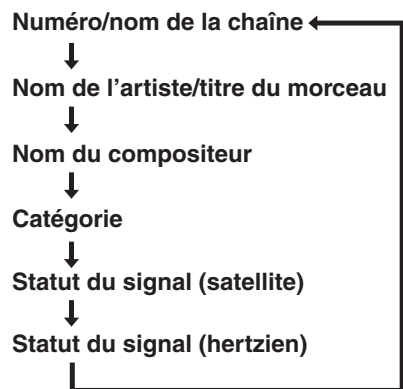 Numéro/nom de la chaîne
Nom de l'artiste/titre du morceau
Nom du compositeur
Catégorie
Statut du signal (satellite)
Statut du signal (hertzien)